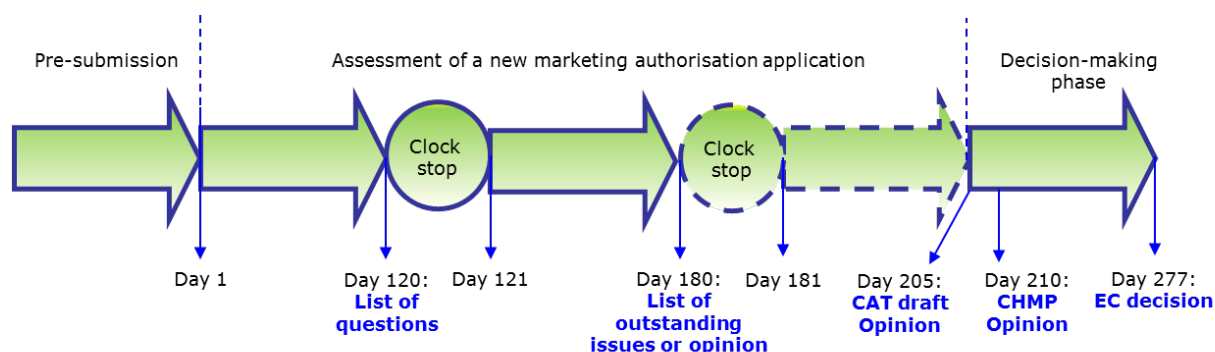 Pre-submission
Assessment of a new marketing authorisation application
Decision-making
phase
Clock
stop
Clock
stop
Day 1
Day 120:
List of
questions
Day 121
Day 180:
List of
outstanding
issues or opinion
Day 181
Day 205:
CAT draft
Opinion
Day 210:
CHMP
Opinion
Day 277:
EC decision